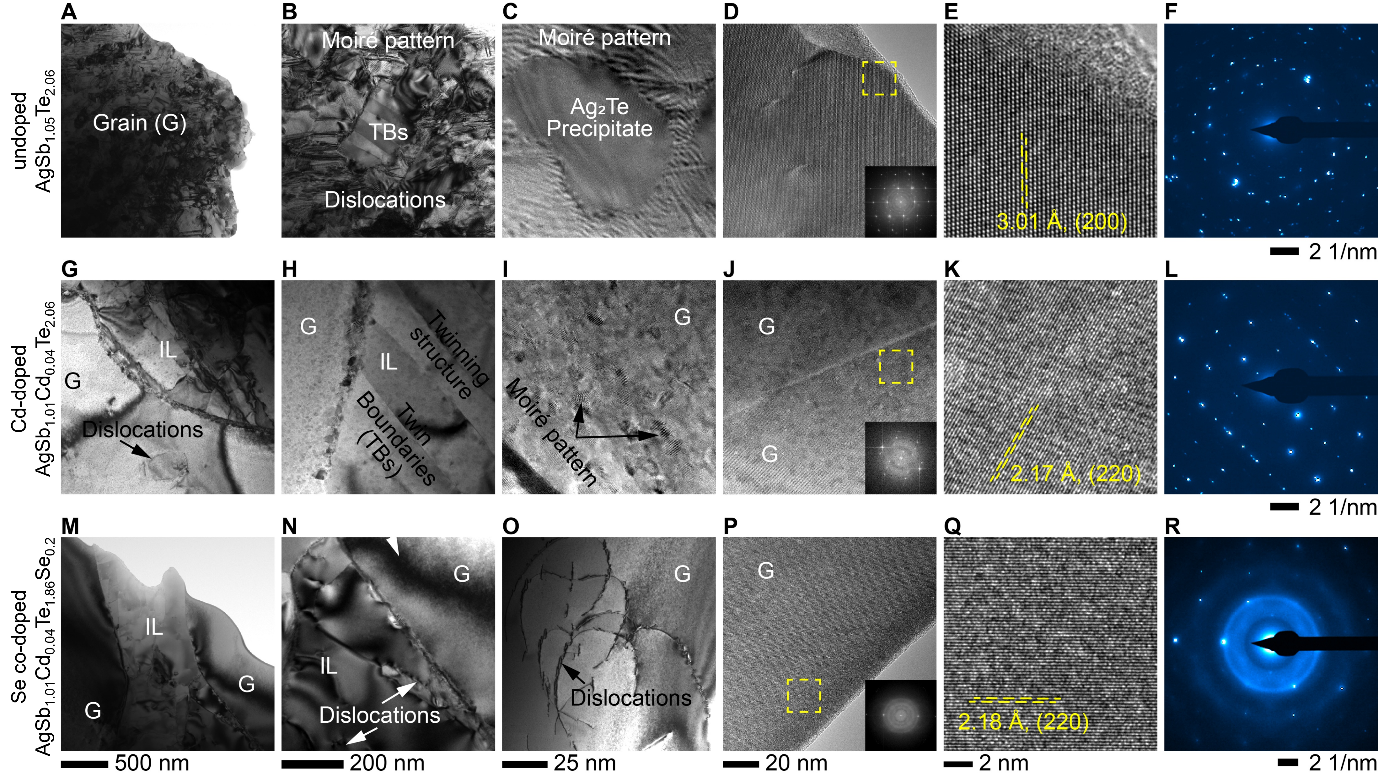 A B C D E F
undoped
AgSb₁.₀₅Te₂.₀₆
Grain (G)
Moiré pattern
TBs
Dislocations
Moiré pattern
Ag₂Te
Precipitate
3.01 Å, (200)
2 1/nm
G H I J K L
Cd-doped
AgSb₁.₀₁Cd₀.₀₄Te₂.₀₆
G
IL
Dislocations
G
IL
Twinning
structure
Twin
Boundaries
(TBs)
G
Moiré pattern
G
G
2.17 Å, (220)
2 1/nm
M N O P Q R
Se co-doped
AgSb₁.₀₁Cd₀.₀₄Te₁.₈₆Se₀.₂
IL
G
G
G
IL
Dislocations
G
Dislocations
G
2.18 Å, (220)
500 nm
200 nm
25 nm
20 nm
2 nm
2 1/nm